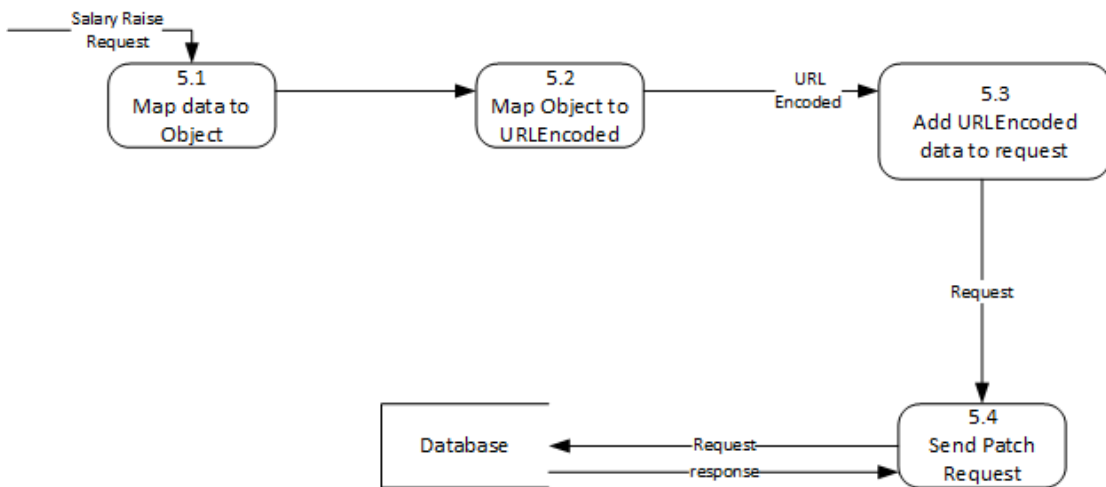 Salary Raise
Request
5.1
Map data to
Object
5.2
Map Object to
URLEncoded
URL
Encoded
5.3
Add URLEncoded
data to request
Request
5.4
Send Patch
Request
Database
Request
response